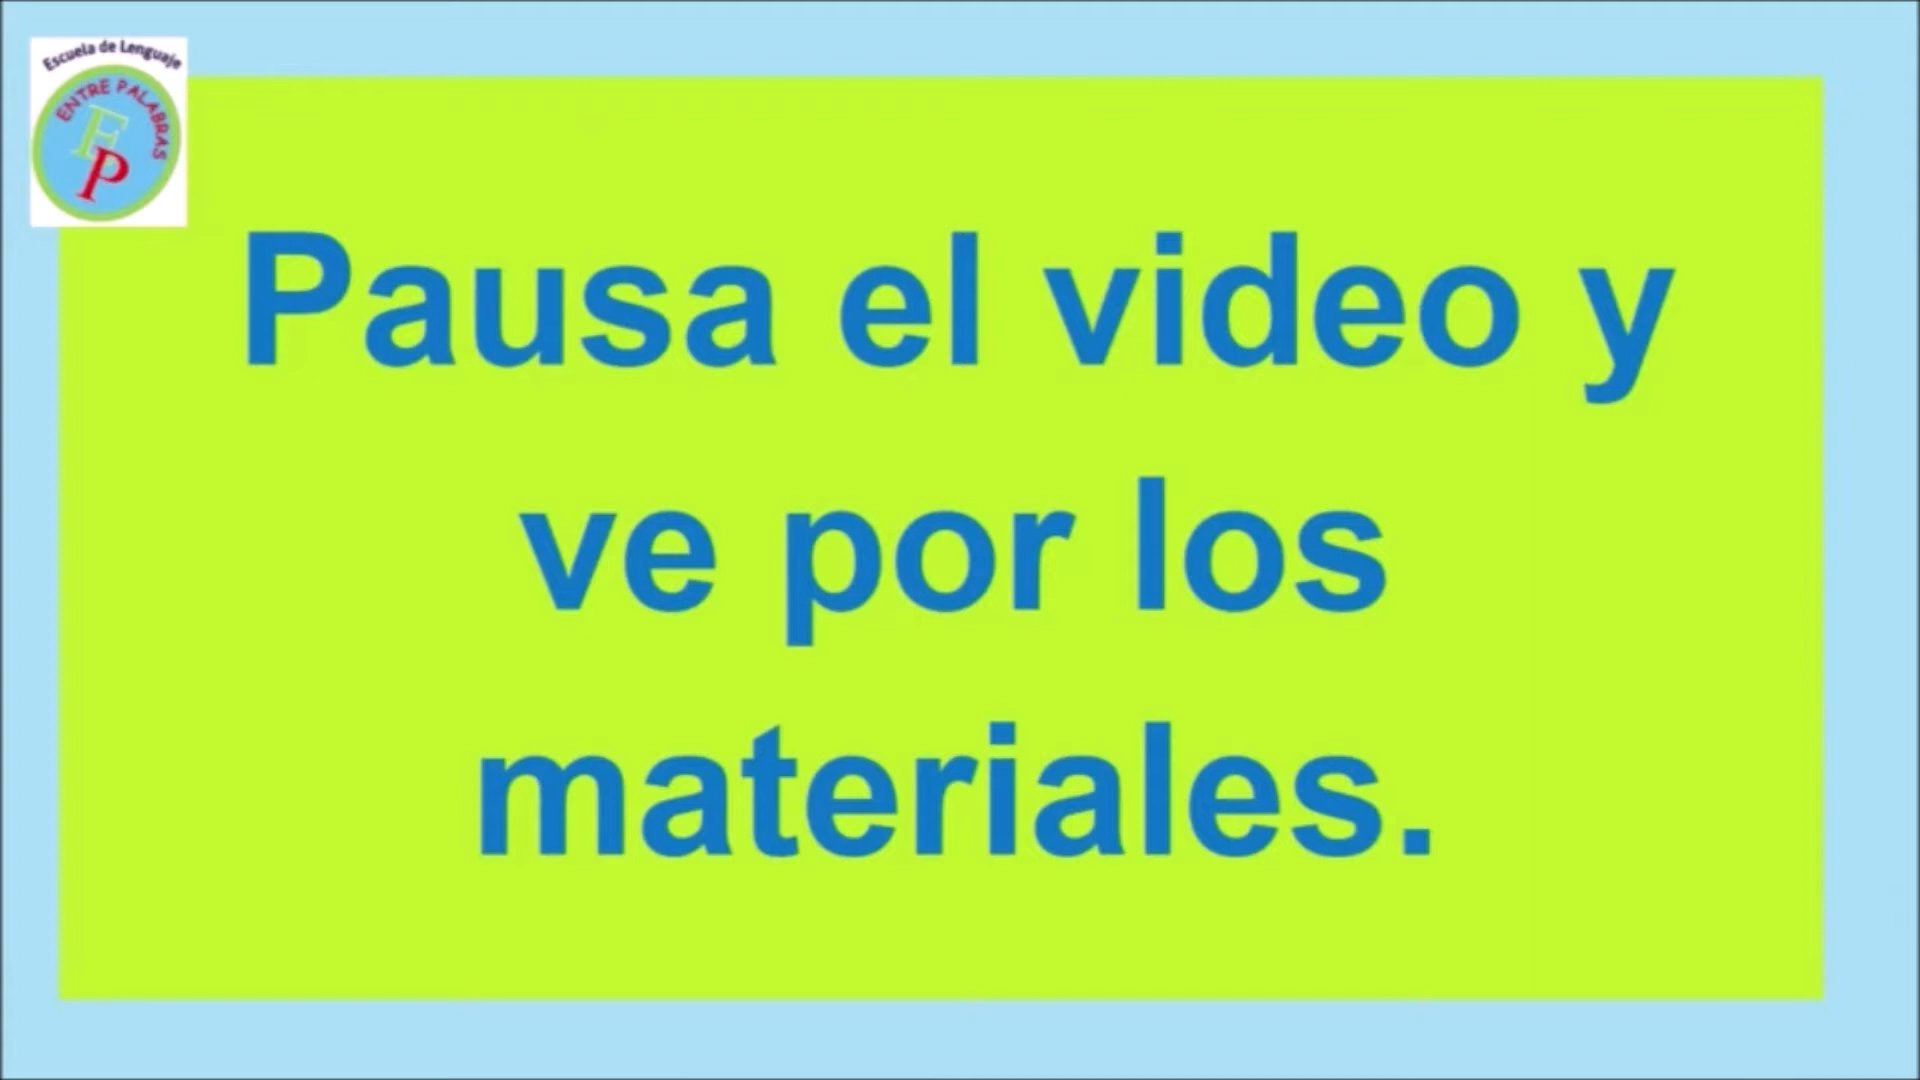 Escuela de Lenguaje
ENTRE PALABRAS
EP
Pausa el video y
ve por los
materiales.